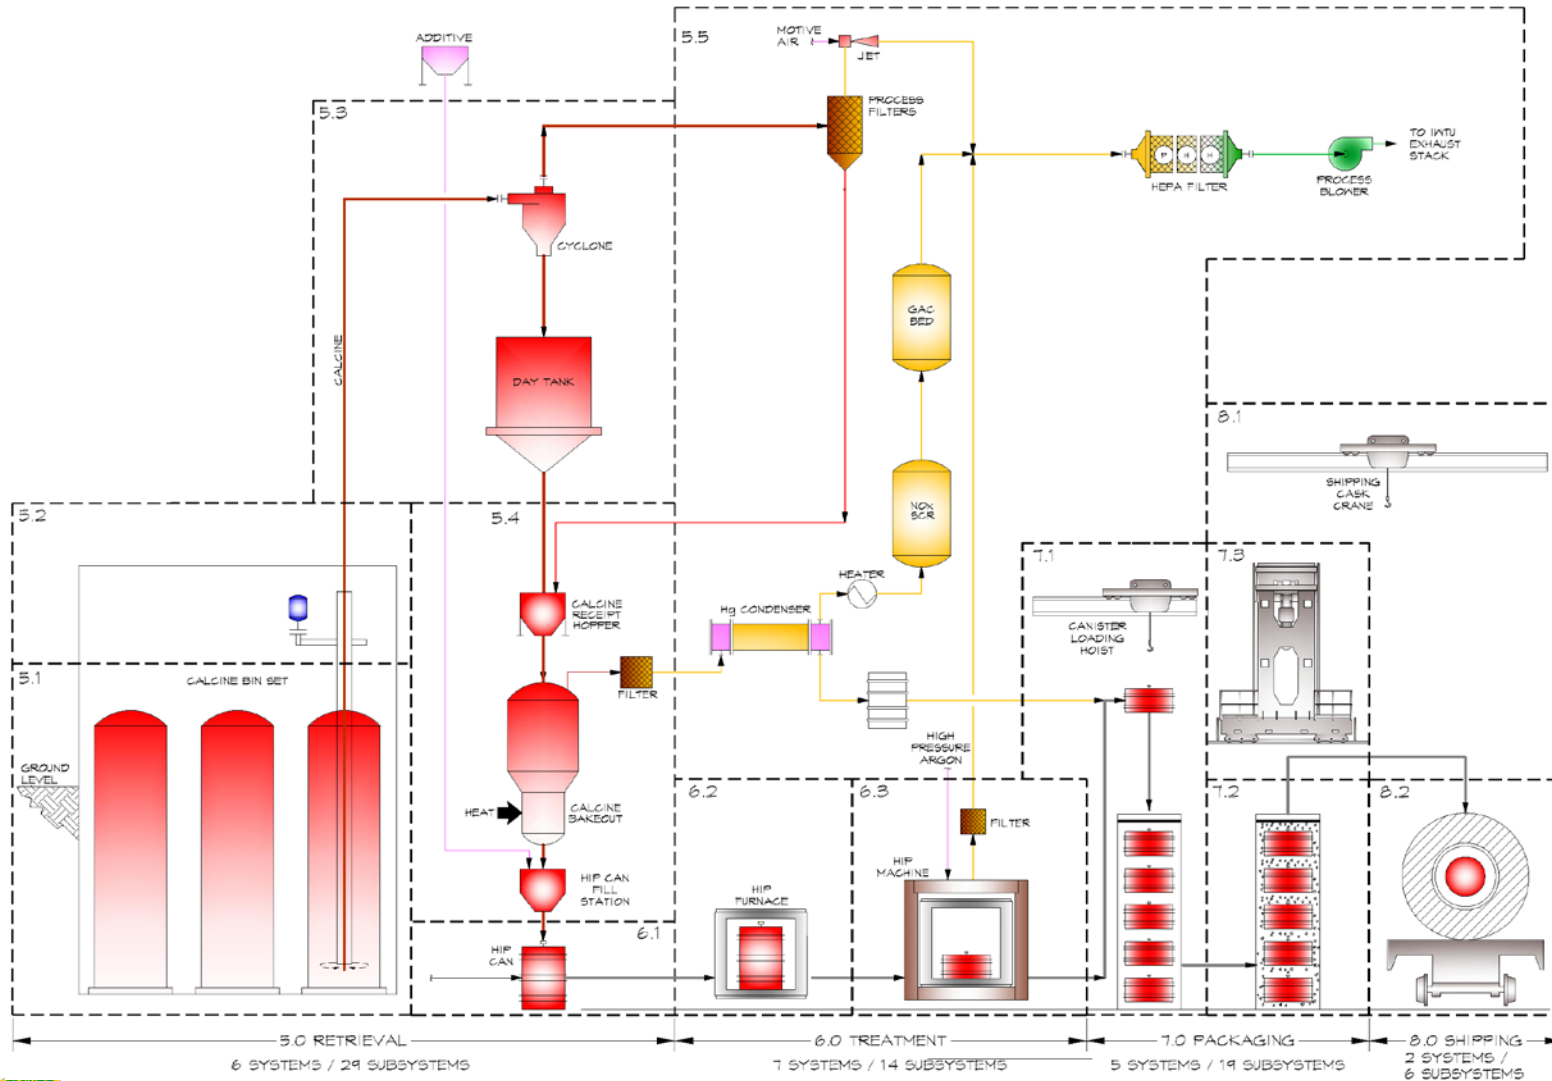 ADDITIVE
5.5
MOTIVE
AIR
JET
PROCESS
FILTERS
5.3
TO IWTU
EXHAUST
STACK
HEPA FILTER
PROCESS
BLOWER
P
H
H
CYCLONE
CALCINE
GAC
BED
DAY TANK
8.1
SHIPPING
CASK
CRANE
5.2
5.4
NOx
SCR
7.1
7.3
HEATER
CALCINE
RECEIPT
HOPPER
Hg CONDENSER
CANISTER
LOADING
HOIST
5.1
CALCINE BIN SET
FILTER
HIGH
PRESSURE
ARGON
GROUND
LEVEL
6.2
6.3
7.2
8.2
HEAT
CALCINE
BAKEOUT
FILTER
HIP CAN
FILL
STATION
HIP
FURNACE
HIP
MACHINE
6.1
HIP
CAN
5.0 RETRIEVAL
6 SYSTEMS / 29 SUBSYSTEMS
6.0 TREATMENT
7 SYSTEMS / 14 SUBSYSTEMS
7.0 PACKAGING
5 SYSTEMS / 19 SUBSYSTEMS
8.0 SHIPPING
2 SYSTEMS /
6 SUBSYSTEMS